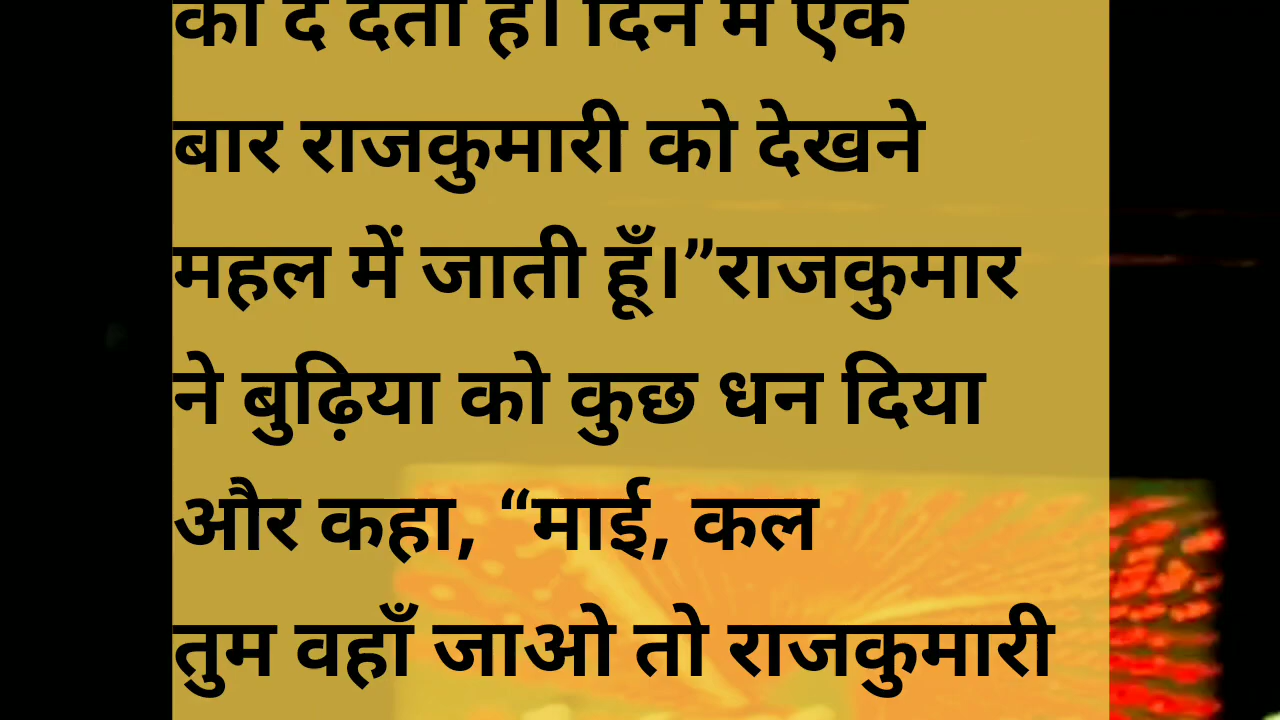 को दे देता है। दिन में एक
बार राजकुमारी को देखने
महल में जाती हूँ।”राजकुमार
ने बुढ़िया को कुछ धन दिया
और कहा, “माई, कल
तुम वहाँ जाओ तो राजकुमारी